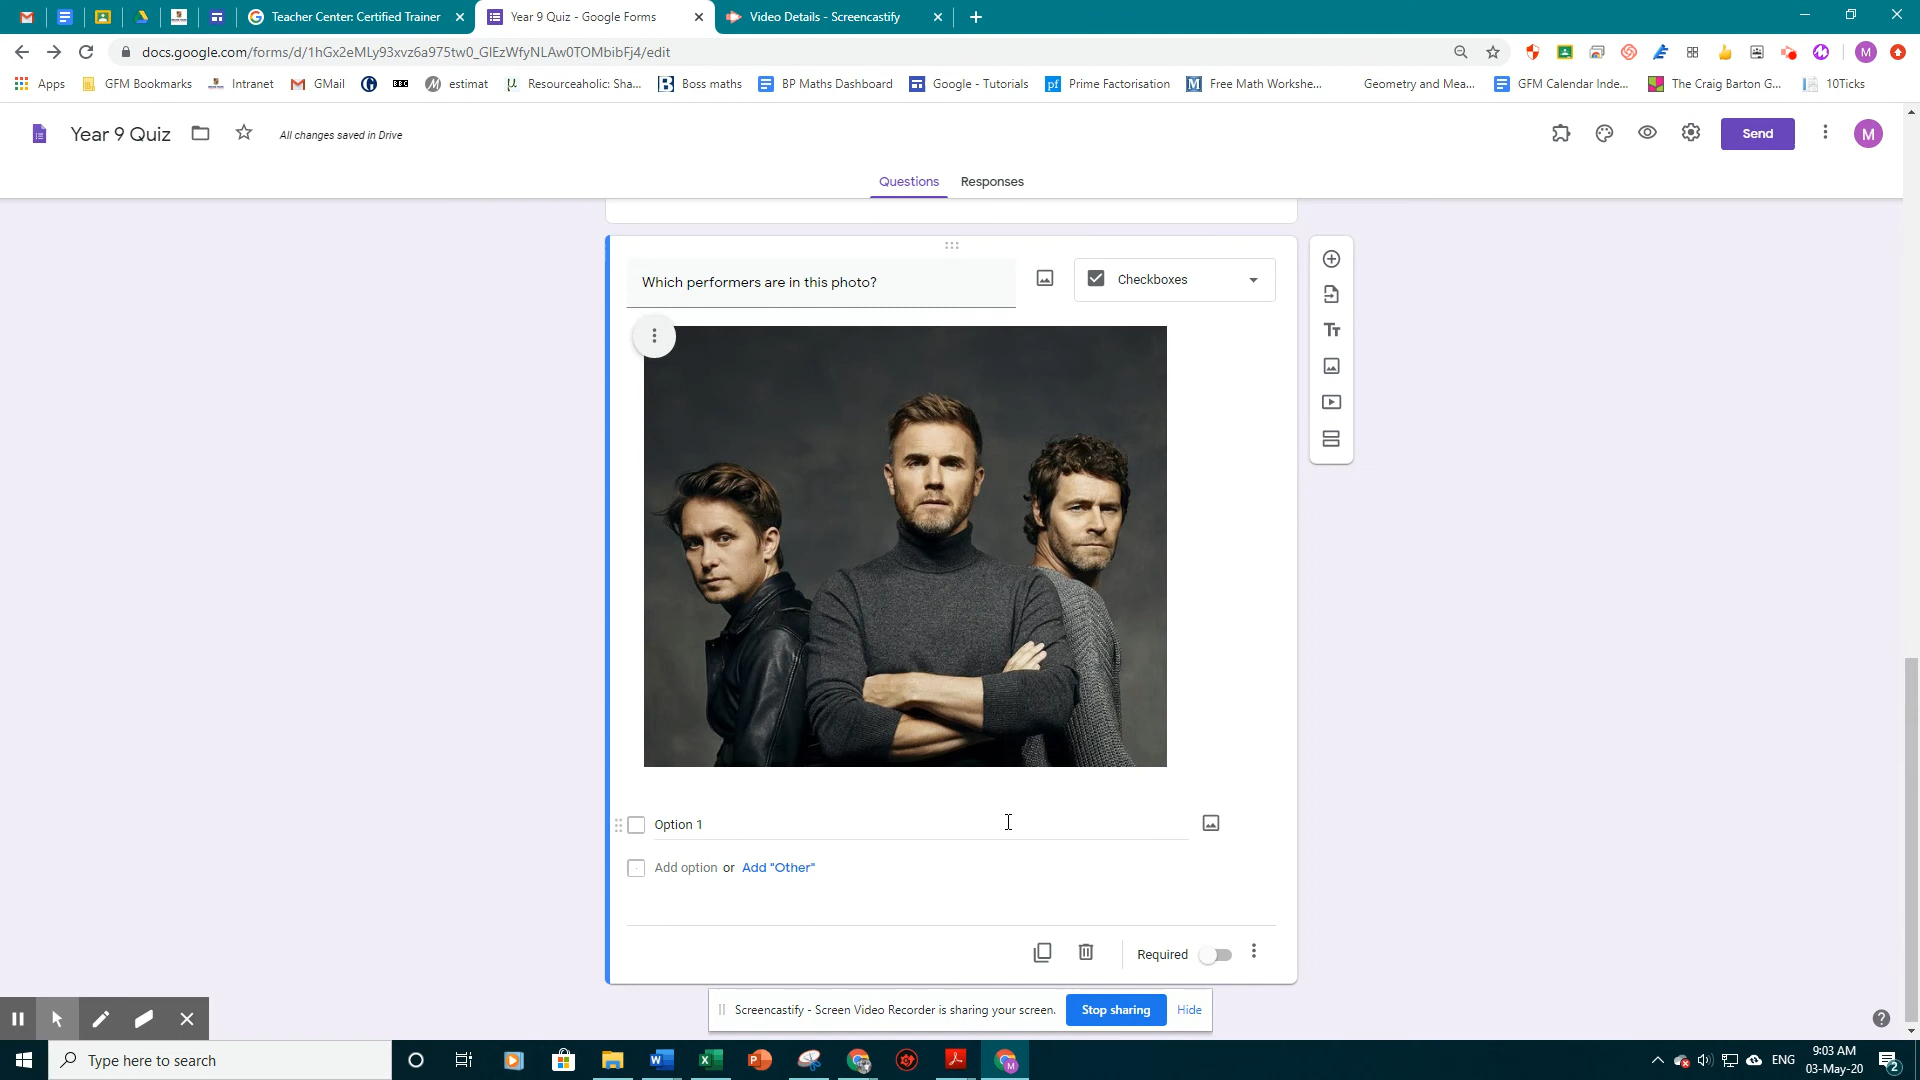 Teacher Center: Certified Trainer
Year 9 Quiz - Google Forms
Video Details - Screencastify
docs.google.com/forms/d/1hGx2eMLy93xvz6a975tw0_GIEzWfyNLAw0TOMbibFj4/edit
M
Apps
GFM Bookmarks
Intranet
GMail
BBC
estimat
Resourceaholic: Sha...
Boss maths
BP Maths Dashboard
Google - Tutorials
Prime Factorisation
Free Math Workshe...
Geometry and Mea...
GFM Calendar Inde...
The Craig Barton G...
10Ticks
Year 9 Quiz
All changes saved in Drive
Send
M
Questions
Responses
Which performers are in this photo?
Checkboxes
Option 1
Add option or Add "Other"
Required
Screencastify - Screen Video Recorder is sharing your screen.
Stop sharing
Hide
Type here to search
ENG
9:03 AM
03-May-20
2